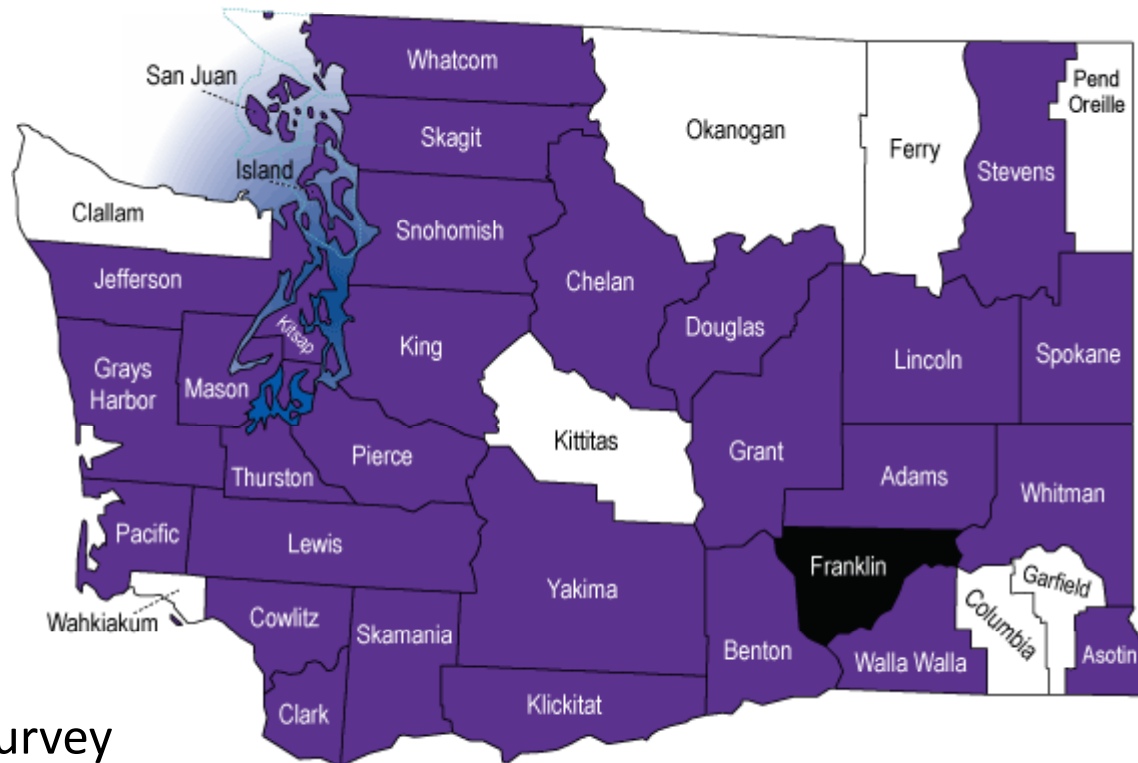 Whatcom
San Juan
Skagit
Okanogan
Ferry
Pend
Oreille
Stevens
Island
Clallam
Snohomish
Chelan
Jefferson
Douglas
Kitsap
King
Lincoln
Spokane
Grays
Harbor
Mason
Kittitas
Grant
Pierce
Thurston
Adams
Whitman
Pacific
Lewis
Franklin
Yakima
Garfield
Wahkiakum
Cowlitz
Skamania
Columbia
Benton
Walla Walla
Asotin
Clark
Klickitat
urvey